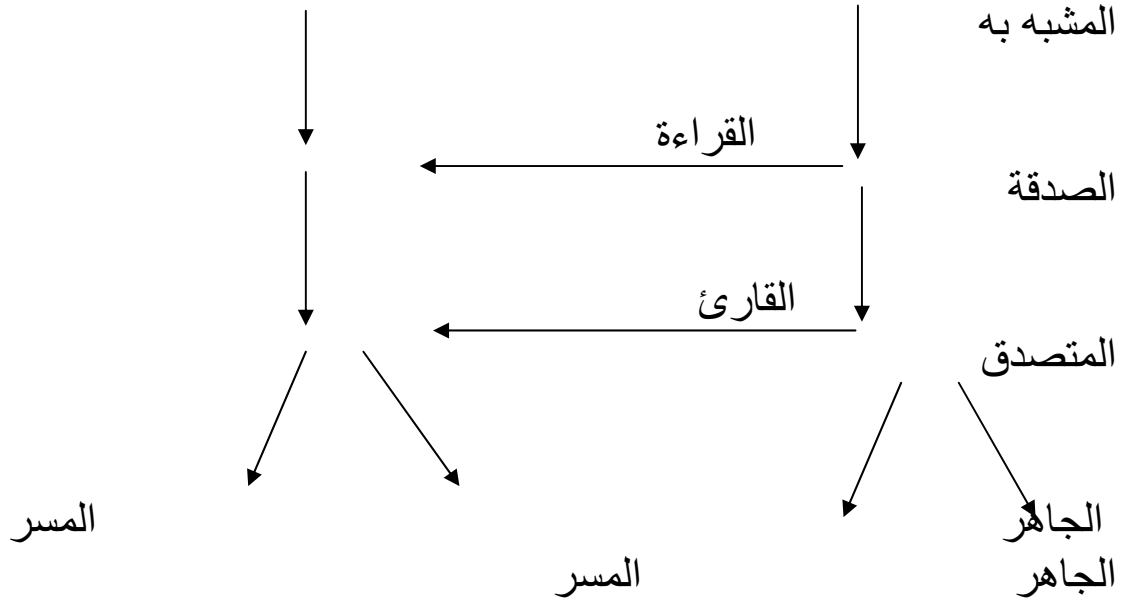 المشبه به
القراءة
الصدقة
القارئ
المتصدق
الجاهر المسر
الجاهر المسر